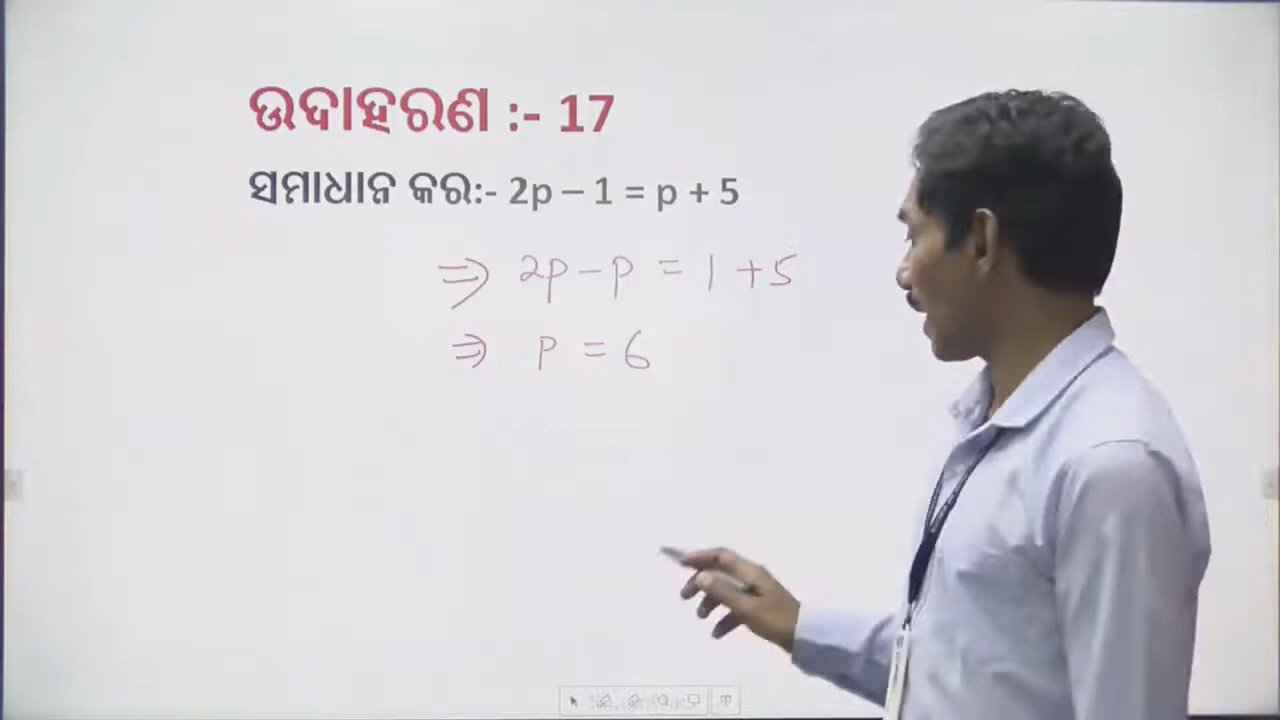 ଉଦାହରଣ :- 17
ସମାଧାନ କର:- 2p – 1 = p + 5
⇒ 2p – p = 1 + 5
⇒ p = 6